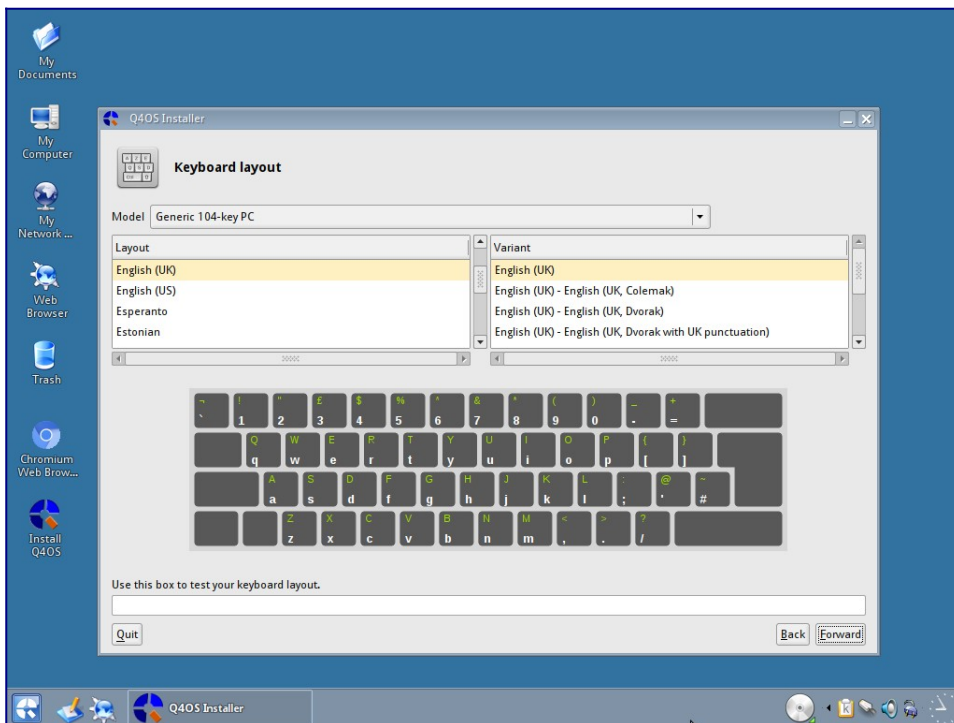 My
Documents
My
Computer
My
Network ...
Web
Browser
Trash
Chromium
Web Brow...
Install
Q4OS
Q4OS Installer
Keyboard layout
Model Generic 104-key PC
Layout
English (UK)
English (US)
Esperanto
Estonian
Variant
English (UK)
English (UK) - English (UK, Colemak)
English (UK) - English (UK, Dvorak)
English (UK) - English (UK, Dvorak with UK punctuation)
¬ ! " £ $ % ^ & * ( ) _ +
` 1 2 3 4 5 6 7 8 9 0 - =
Q W E R T Y U I O P { }
q w e r t y u i o p [ ]
A S D F G H J K L : @ ~
a s d f g h j k l ; ' #
Z X C V B N M < > ?
z x c v b n m , . /
Use this box to test your keyboard layout.
Quit
Back Forward
Q4OS Installer